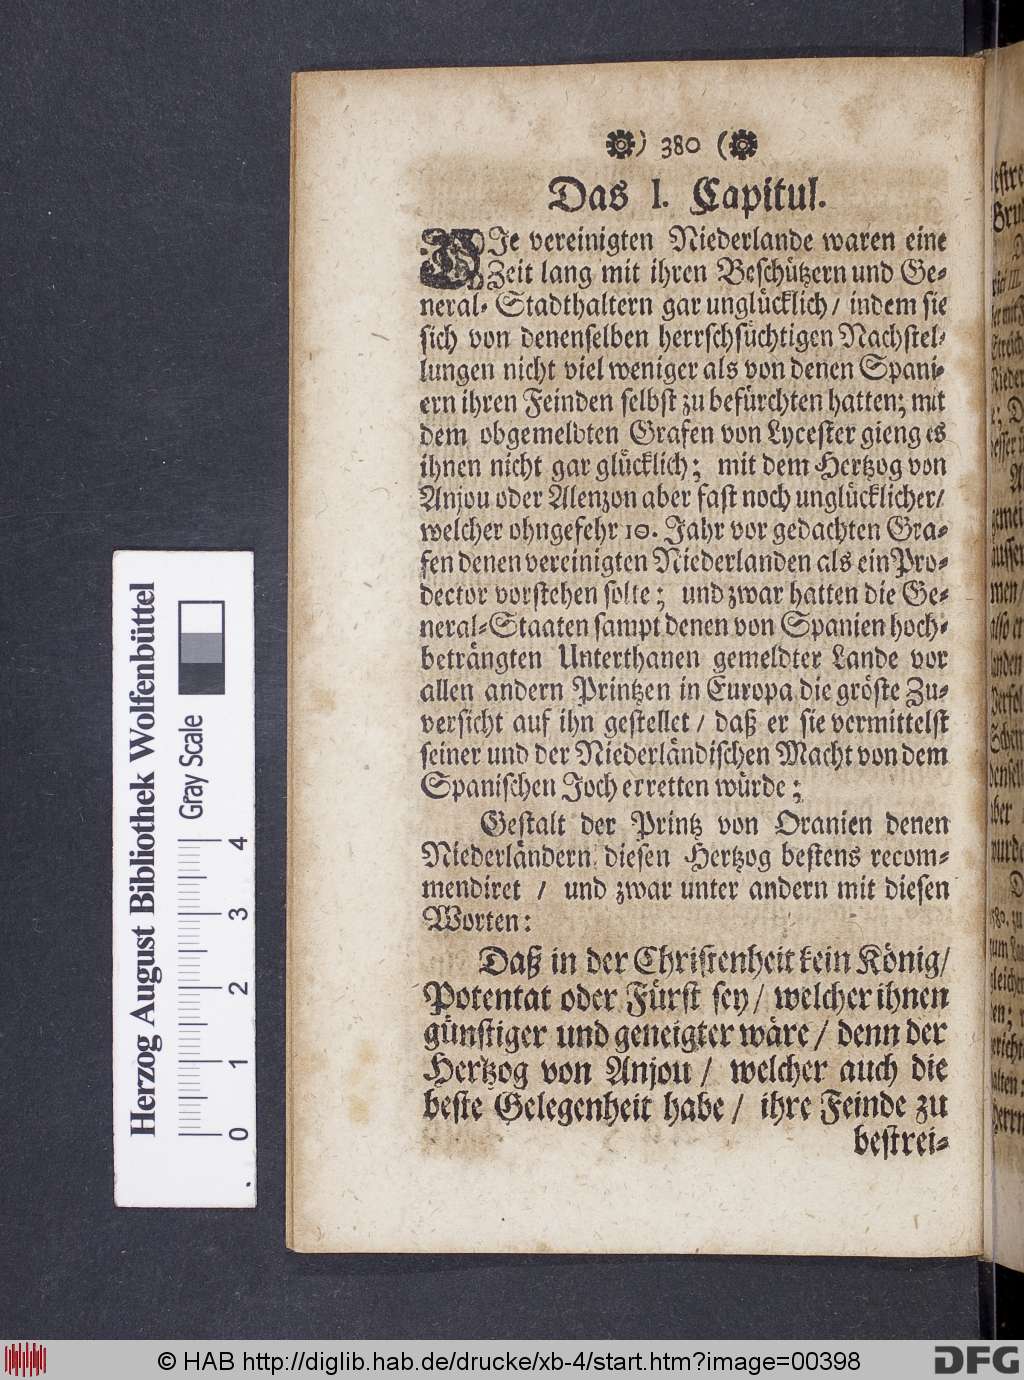 ) 380 (
Das I. Capitul.
DJe vereinigten Niederlande waren eine
Zeit lang mit ihren Beschützern und Ge-
neral-Stadthaltern gar unglücklich/ indem sie
sich von denenselben herrschsüchtigen Nachstel-
lungen nicht viel weniger als von denen Spani-
ern ihren Feinden selbst zu befürchten hatten; mit
dem obgemeldten Grafen von Lycester gieng es
ihnen nicht gar glücklich; mit dem Hertzog von
Anjou oder Alenzon aber fast noch unglücklicher/
welcher ohngefehr 10. Jahr vor gedachten Gra-
fen denen vereinigten Niederlanden als ein Pro-
dector vorstehen solte; und zwar hatten die Ge-
neral-Staaten sampt denen von Spanien hoch-
beträngten Unterthanen gemeldter Lande vor
allen andern Printzen in Europa die gröste Zu-
versicht auf ihn gestellet/ daß er sie vermittelst
seiner und der Niederländischen Macht von dem
Spanischen Joch erretten würde;
Gestalt der Printz von Oranien denen
Niederländern diesen Hertzog bestens recom-
mendiret / und zwar unter andern mit diesen
Worten:
Daß in der Christenheit kein König/
Potentat oder Fürst sey/ welcher ihnen
günstiger und geneigter wäre/ denn der
Hertzog von Anjou/ welcher auch die
beste Gelegenheit habe/ ihre Feinde zu
bestrei-
Herzog August Bibliothek Wolfenbüttel
Gray Scale
0 1 2 3 4
© HAB http://diglib.hab.de/drucke/xb-4/start.htm?image=00398
DFG